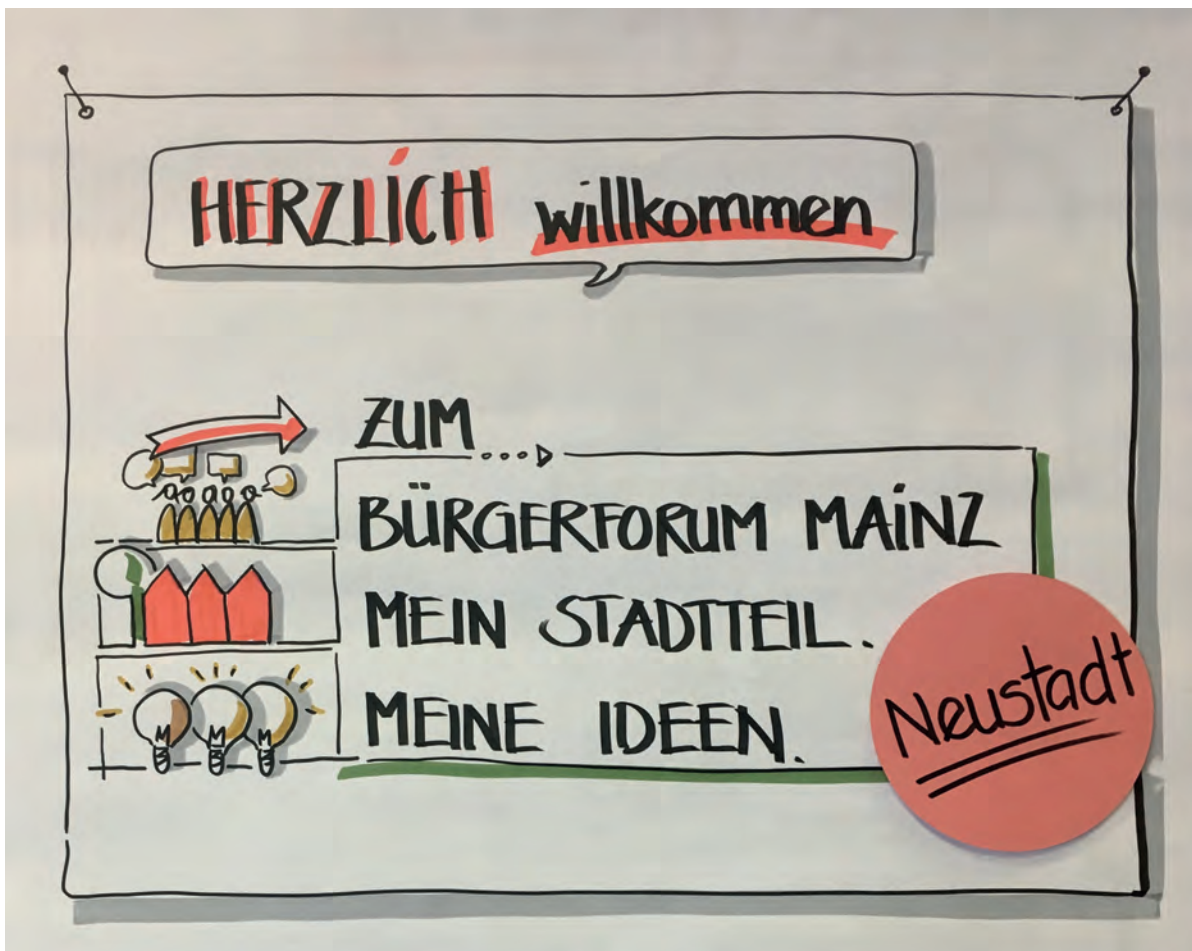 HERZLICH willkommen
ZUM
BÜRGERFORUM MAINZ
MEIN STADTTEIL.
MEINE IDEEN.
Neustadt